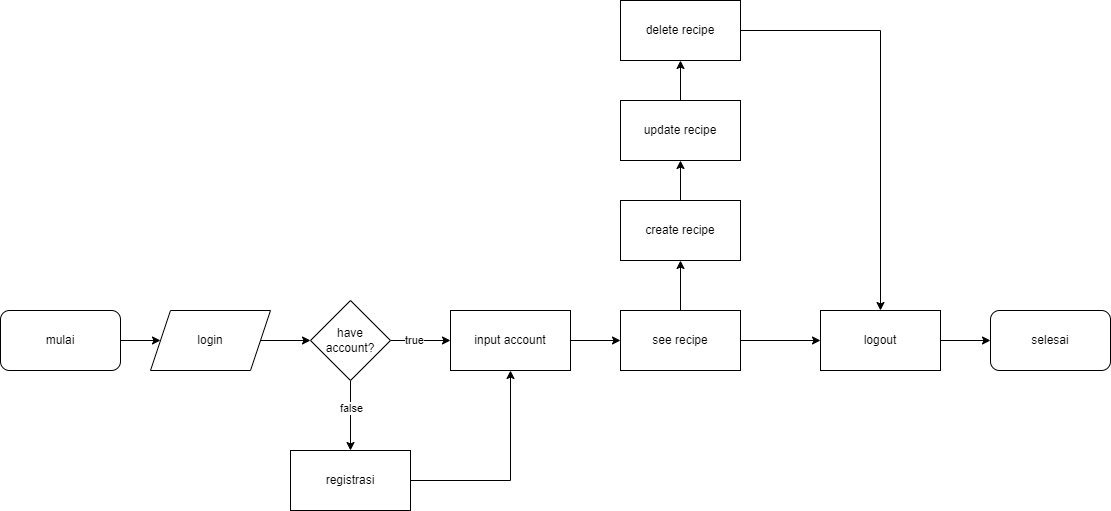 delete recipe
update recipe
create recipe
mulai
login
have
account?
true
input account
see recipe
logout
selesai
false
registrasi